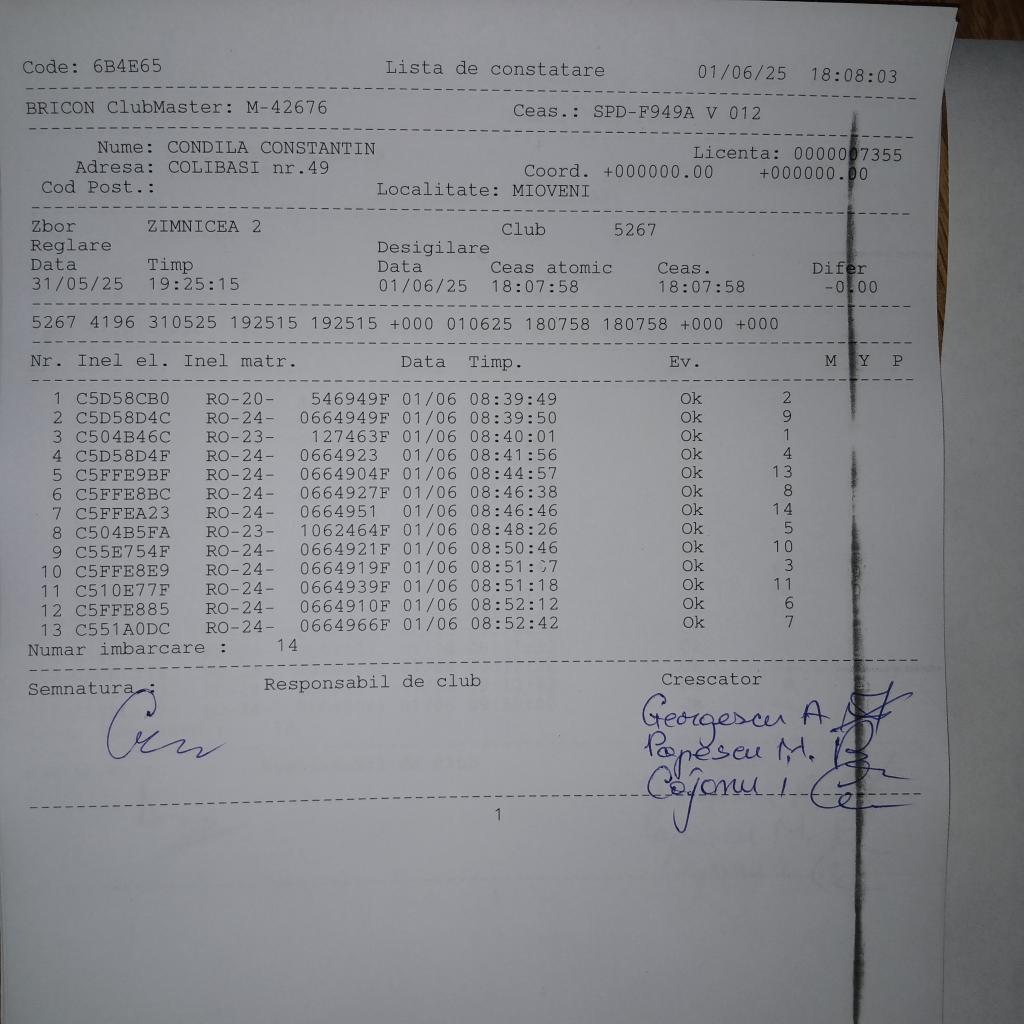 Code: 6B4E65 Lista de constatare 01/06/25 18:08:03
BRICON ClubMaster: M-42676 Ceas.: SPD-F949A V 012
Nume: CONDILA CONSTANTIN Licenta: 0000007355
Adresa: COLIBASI nr.49 Coord. +000000.00 +000000.00
Cod Post.: Localitate: MIOVENI
Zbor ZIMNICEA 2 Club 5267
Reglare Desigilare
Data Timp Data Ceas atomic Ceas. Difer
31/05/25 19:25:15 01/06/25 18:07:58 18:07:58 -0.00
5267 4196 310525 192515 192515 +000 010625 180758 180758 +000 +000
Nr. Inel el. Inel matr. Data Timp. Ev. M Y P
1 C5D58CB0 RO-20- 546949F 01/06 08:39:49 Ok 2
2 C5D58D4C RO-24- 0664949F 01/06 08:39:50 Ok 9
3 C504B46C RO-23- 127463F 01/06 08:40:01 Ok 1
4 C5D58D4F RO-24- 0664923 01/06 08:41:56 Ok 4
5 C5FFE9BF RO-24- 0664904F 01/06 08:44:57 Ok 13
6 C5FFE8BC RO-24- 0664927F 01/06 08:46:38 Ok 8
7 C5FFEA23 RO-24- 0664951 01/06 08:46:46 Ok 14
8 C504B5FA RO-23- 1062464F 01/06 08:48:26 Ok 5
9 C55E754F RO-24- 0664921F 01/06 08:50:46 Ok 10
10 C5FFE8E9 RO-24- 0664919F 01/06 Ok 3
11 C510E77F RO-24- 0664939F 01/06 08:51:18 Ok 11
12 C5FFE885 RO-24- 0664910F 01/06 08:52:12 Ok 6
13 C551A0DC RO-24- 0664966F 01/06 08:52:42 Ok 7
Numar imbarcare : 14
Semnatura : Responsabil de club Crescator
Georgescu A
Popescu M.
Cojanu I
1